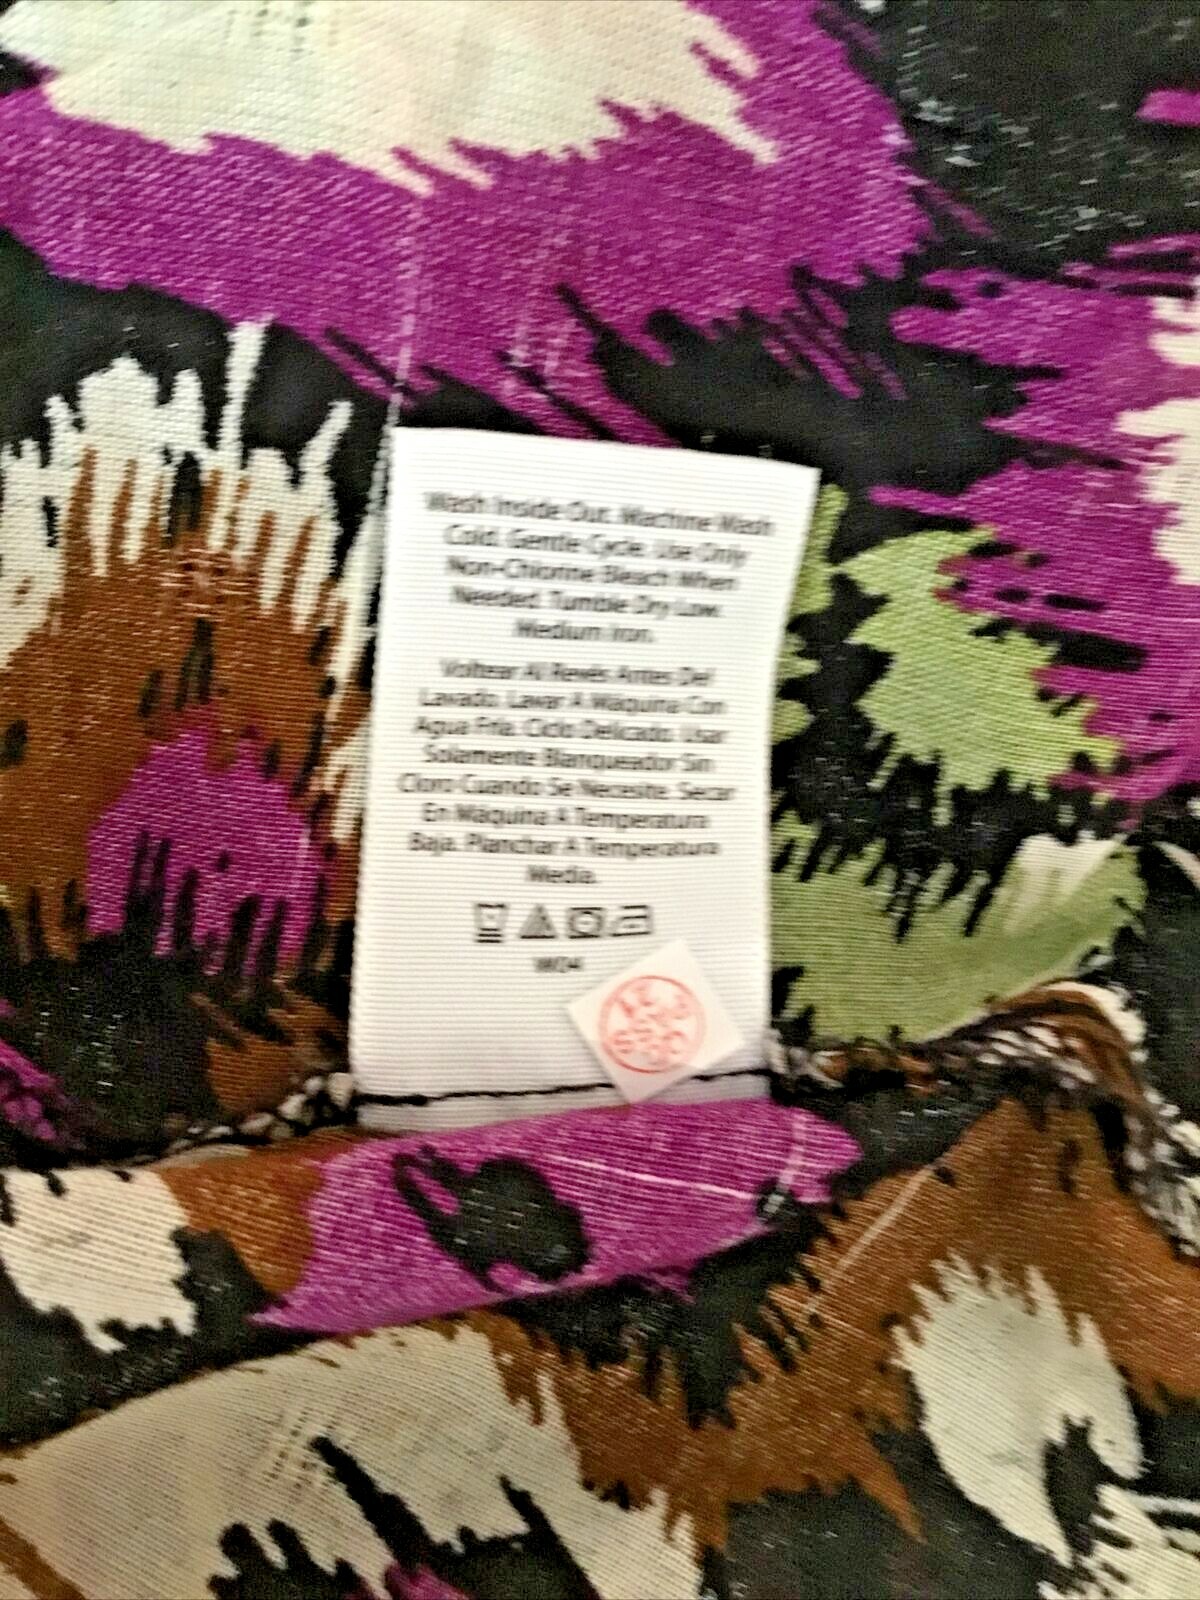 Wash Inside Out. Machine Wash
Cold. Gentle Cycle. Use Only
Non-Chlorine Bleach When
Needed. Tumble Dry Low.
Medium Iron.
Voltear Al Revés Antes Del
Lavado. Lavar A Máquina Con
Agua Fría. Ciclo Delicado. Usar
Solamente Blanqueador Sin
Cloro Cuando Se Necesite. Secar
En Máquina A Temperatura
Baja. Planchar A Temperatura
Media.